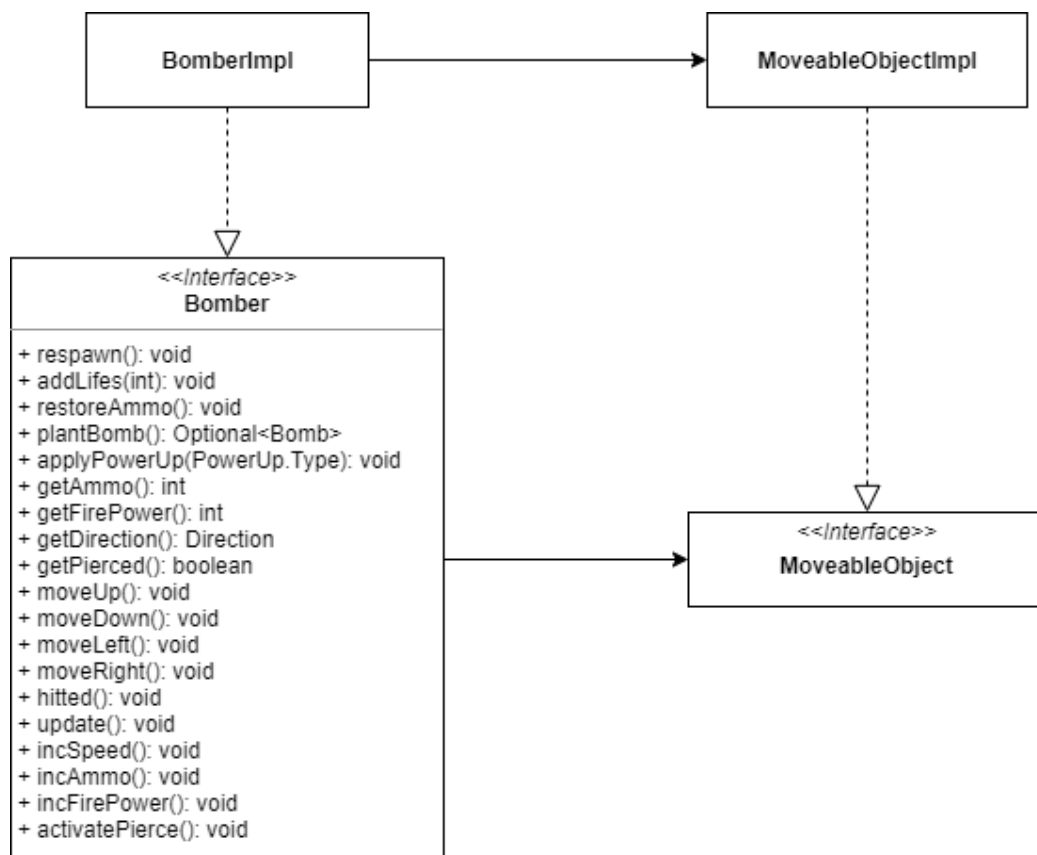 BomberImpl
MoveableObjectImpl
<<Interface>>
Bomber
+ respawn(): void
+ addLifes(int): void
+ restoreAmmo(): void
+ plantBomb(): Optional<Bomb>
+ applyPowerUp(PowerUp.Type): void
+ getAmmo(): int
+ getFirePower(): int
+ getDirection(): Direction
+ getPierced(): boolean
+ moveUp(): void
+ moveDown(): void
+ moveLeft(): void
+ moveRight(): void
+ hitted(): void
+ update(): void
+ incSpeed(): void
+ incAmmo(): void
+ incFirePower(): void
+ activatePierce(): void
<<Interface>>
MoveableObject